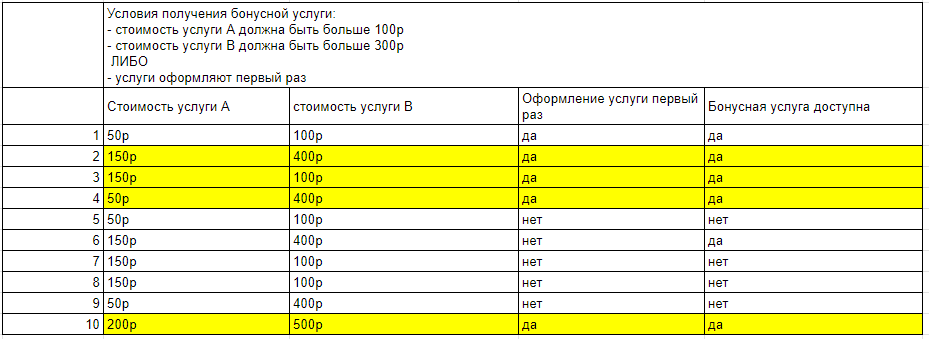 Условия получения бонусной услуги:
- стоимость услуги А должна быть больше 100р
- стоимость услуги В должна быть больше 300р
ЛИБО
- услуги оформляют первый раз
Стоимость услуги А стоимость услуги В Оформление услуги первый раз Бонусная услуга доступна
1 50р 100р да да
2 150р 400р да да
3 150р 100р да да
4 50р 400р да да
5 50р 100р нет нет
6 150р 400р нет да
7 150р 100р нет нет
8 150р 100р нет нет
9 50р 400р нет нет
10 200р 500р да да